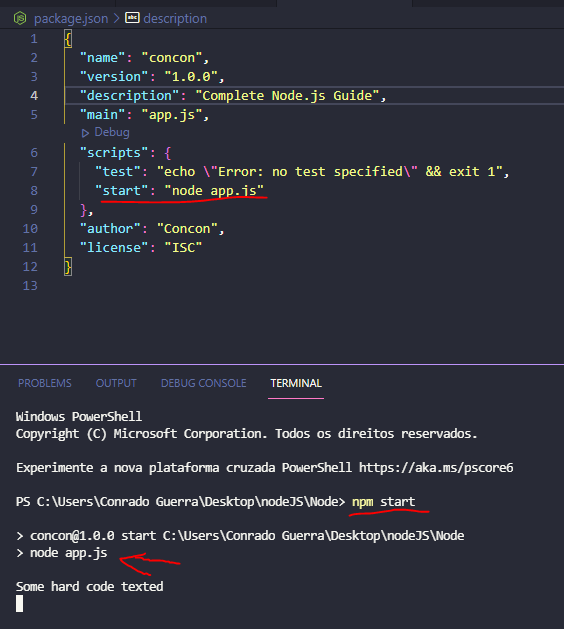 package.json > description
1 {
2 "name": "concon",
3 "version": "1.0.0",
4 "description": "Complete Node.js Guide",
5 "main": "app.js",
Debug
6 "scripts": {
7 "test": "echo \"Error: no test specified\" && exit 1",
8 "start": "node app.js"
9 },
10 "author": "Concon",
11 "license": "ISC"
12 }
13
PROBLEMS OUTPUT DEBUG CONSOLE TERMINAL
Windows PowerShell
Copyright (C) Microsoft Corporation. Todos os direitos reservados.
Experimente a nova plataforma cruzada PowerShell https://aka.ms/pscore6
PS C:\Users\Conrado Guerra\Desktop\nodeJS\Node> npm start
> concon@1.0.0 start C:\Users\Conrado Guerra\Desktop\nodeJS\Node
> node app.js
Some hard code texted